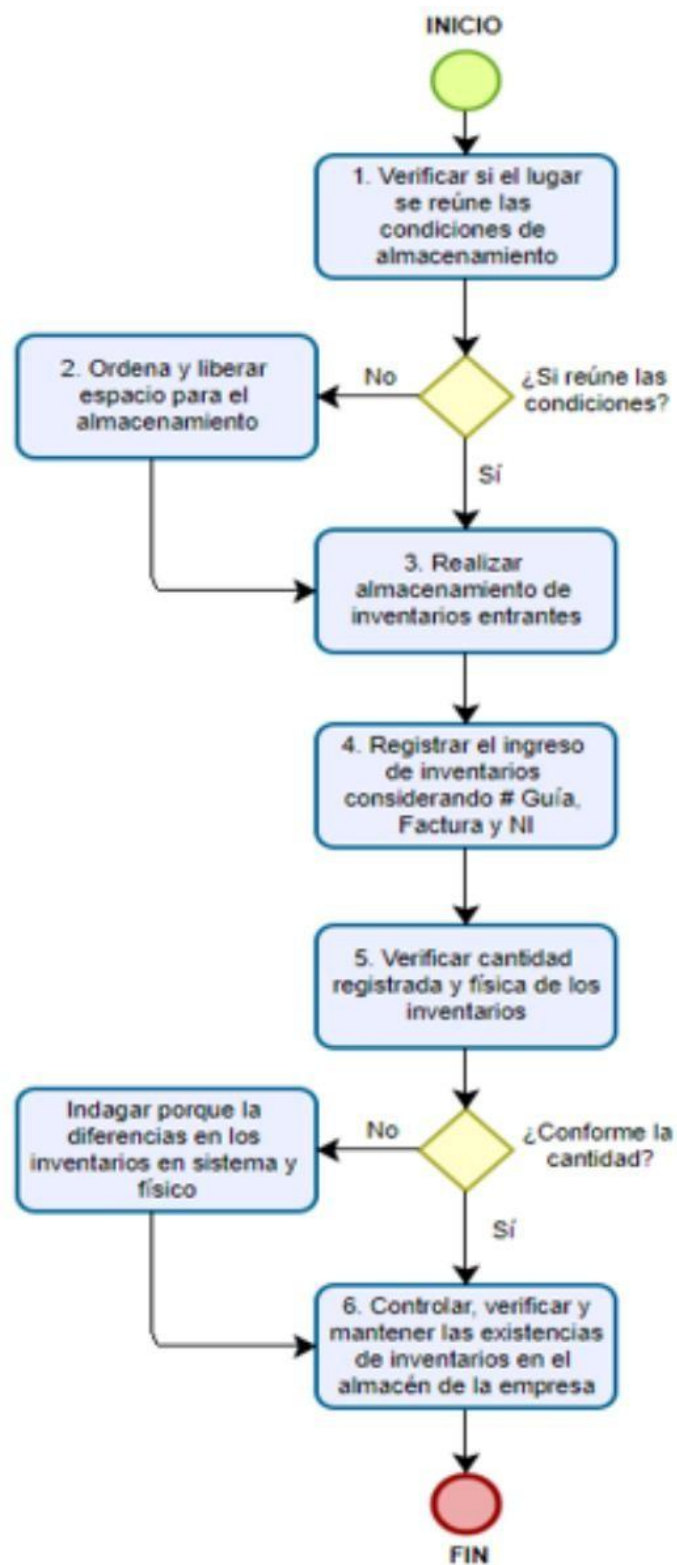 INICIO
1. Verificar si el lugar
se reúne las
condiciones de
almacenamiento
2. Ordena y liberar
espacio para el
almacenamiento
No
¿Si reúne las
condiciones?
Sí
3. Realizar
almacenamiento de
inventarios entrantes
4. Registrar el ingreso
de inventarios
considerando # Guía,
Factura y NI
5. Verificar cantidad
registrada y física de los
inventarios
Indagar porque la
diferencias en los
inventarios en sistema y
físico
No
¿Conforme la
cantidad?
Sí
6. Controlar, verificar y
mantener las existencias
de inventarios en el
almacén de la empresa
FIN